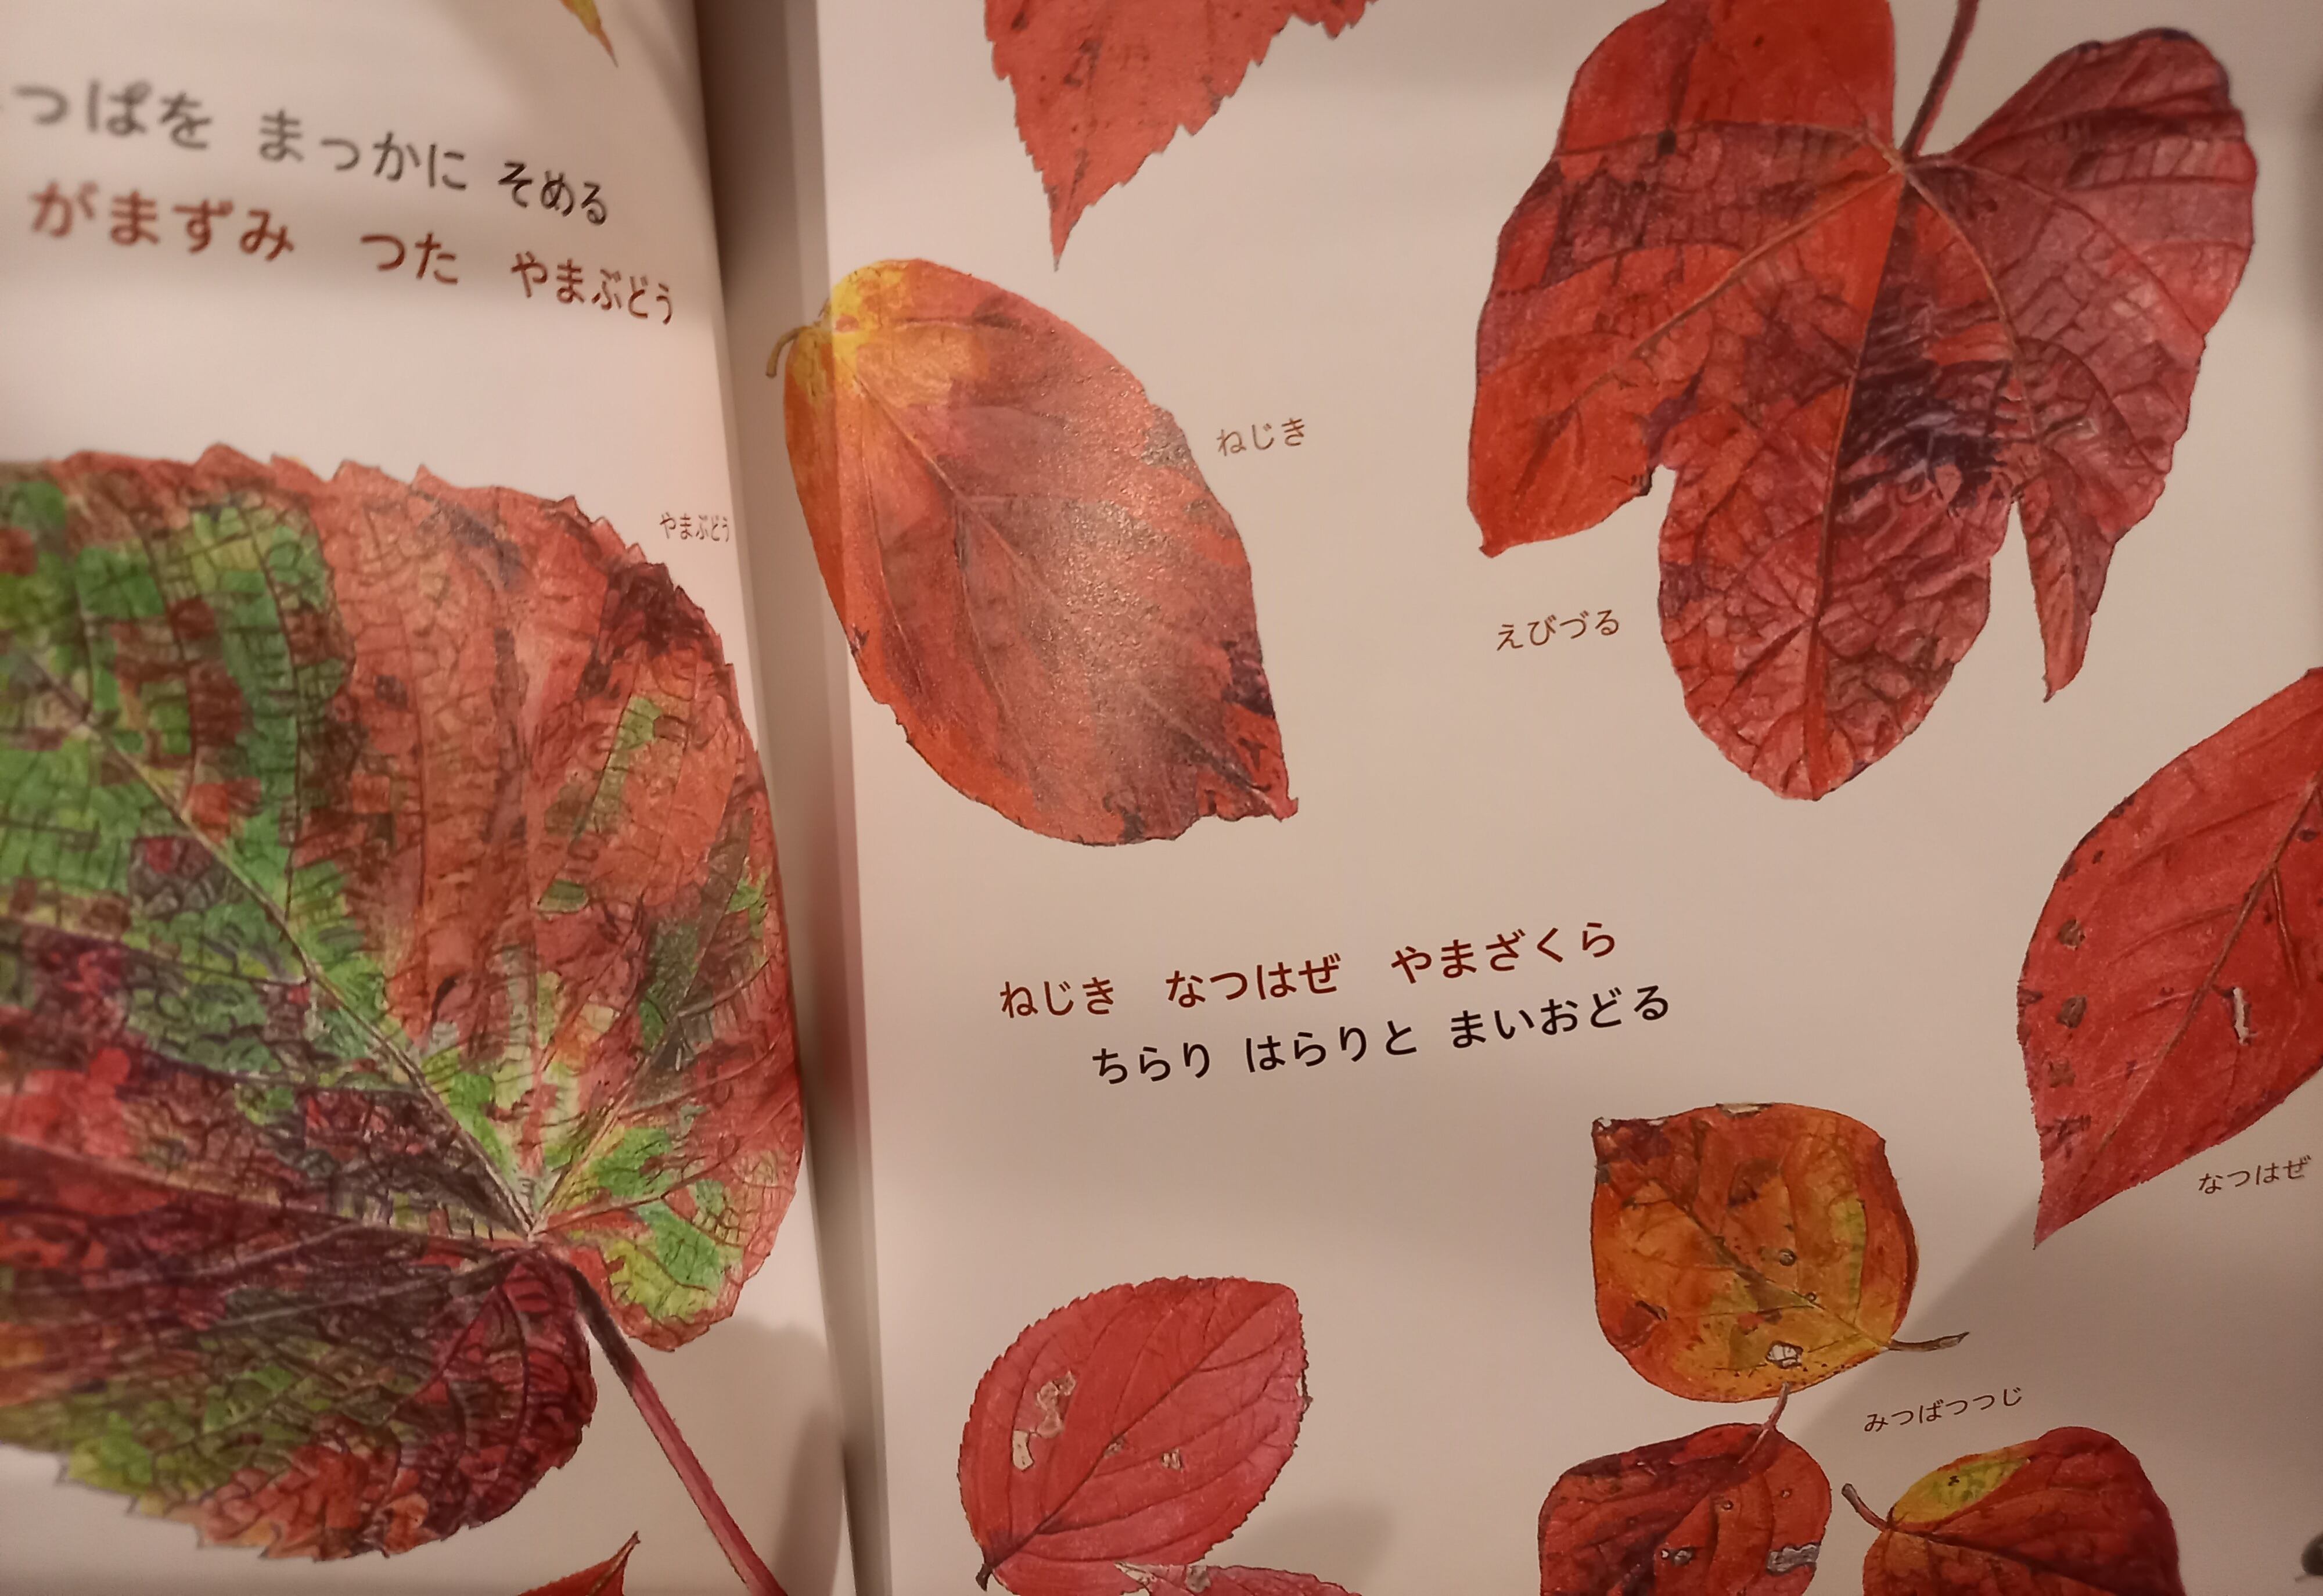 っぱを まっかに そめる
がまずみ つた やまぶどう
やまぶどう
ねじき
えびづる
ねじき なつはぜ やまざくら
ちらり はらりと まいおどる
なつはぜ
みつばつつじ